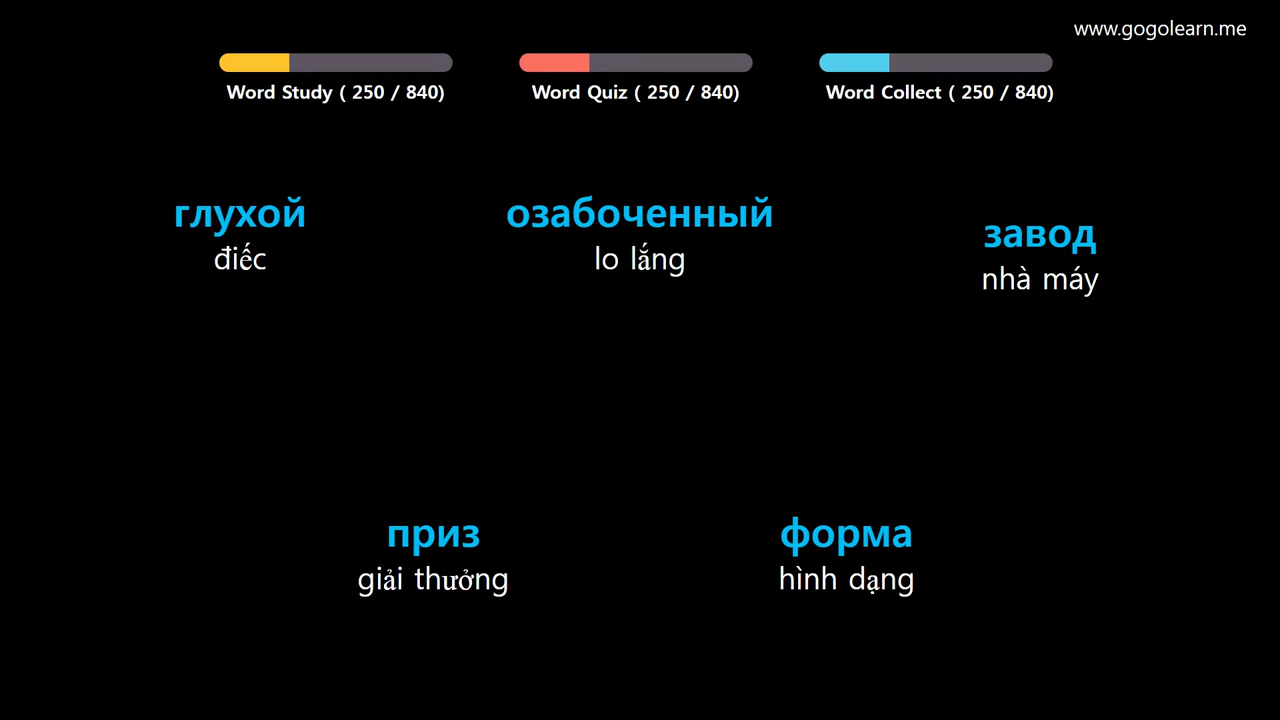 www.gogolearn.me
Word Study ( 250 / 840)
Word Quiz ( 250 / 840)
Word Collect ( 250 / 840)
глухой
điếc
озабоченный
lo lắng
завод
nhà máy
приз
giải thưởng
форма
hình dạng